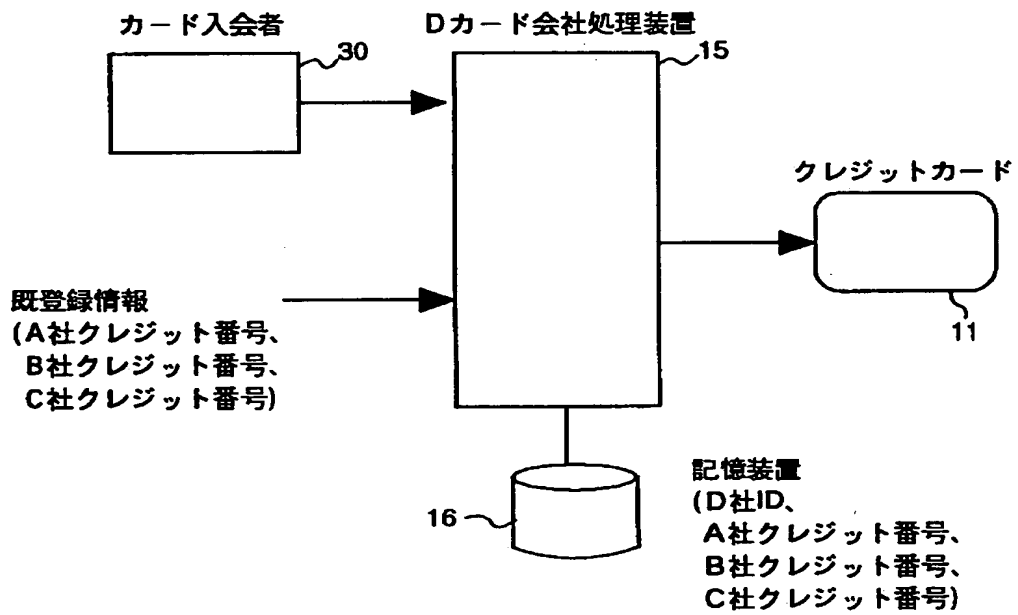 カード入会者
30
Dカード会社処理装置
15
クレジットカード
11
既登録情報
(A社クレジット番号、
B社クレジット番号、
C社クレジット番号)
16
記憶装置
(D社ID、
A社クレジット番号、
B社クレジット番号、
C社クレジット番号)